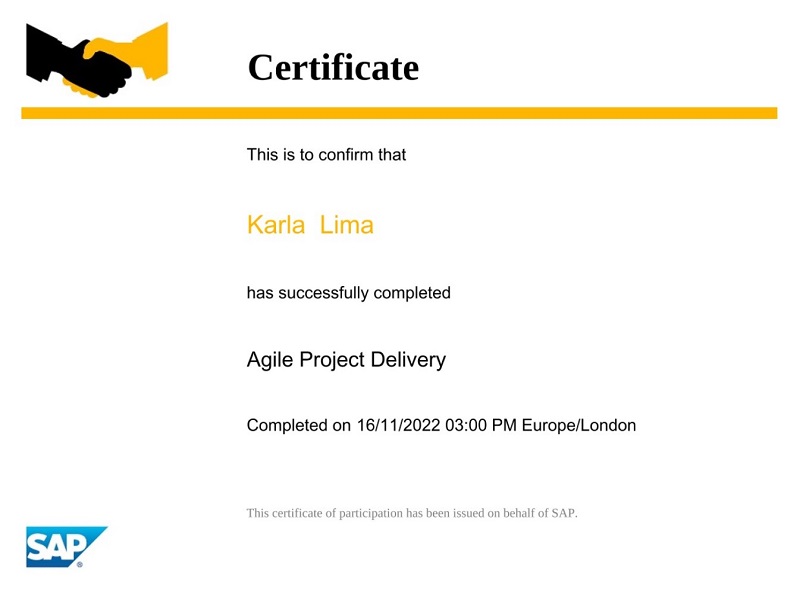 Certificate
This is to confirm that
Karla  Lima
has successfully completed
Agile Project Delivery
Completed on 16/11/2022 03:00 PM Europe/London
This certificate of participation has been issued on behalf of SAP.
SAP®